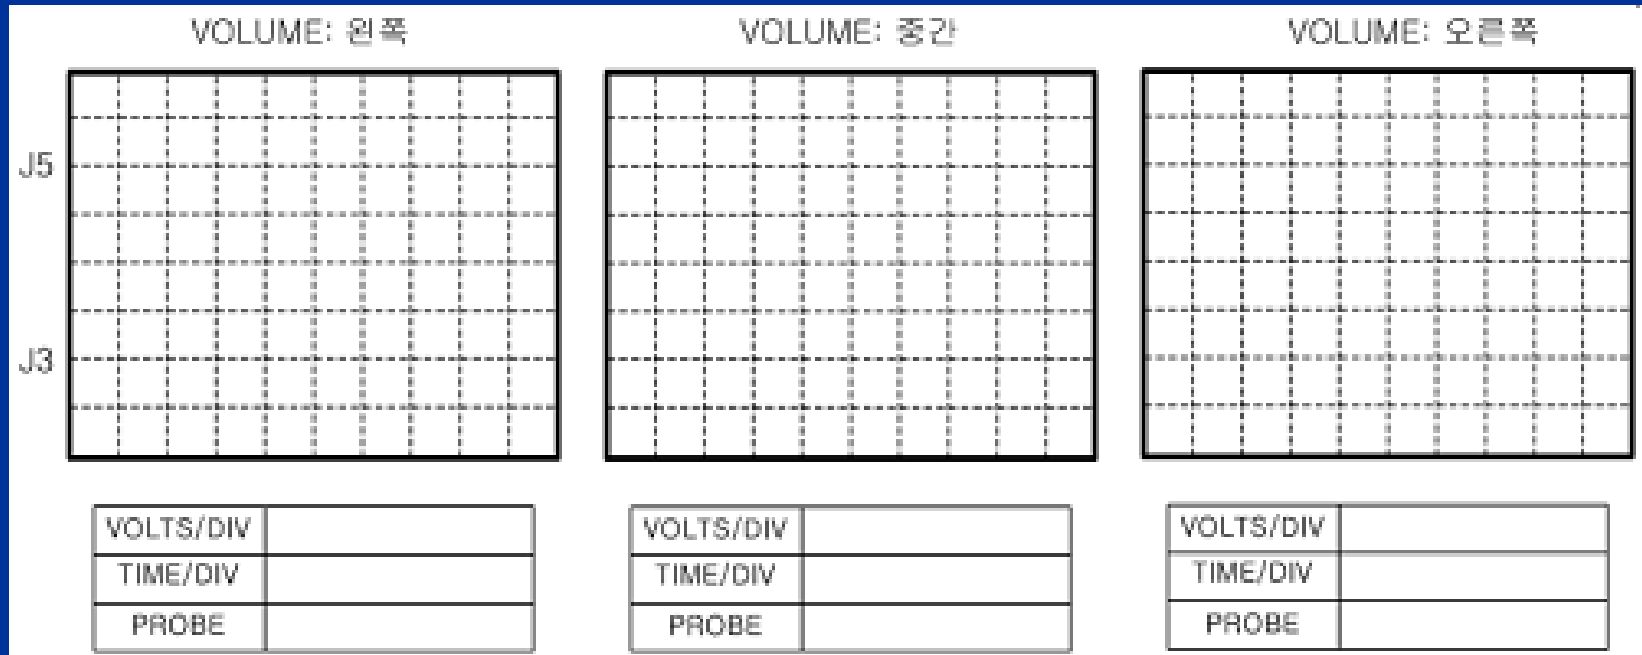 VOLUME: 왼쪽
VOLUME: 중간
VOLUME: 오른쪽
J5
J3
VOLTS/DIV
TIME/DIV
PROBE
VOLTS/DIV
TIME/DIV
PROBE
VOLTS/DIV
TIME/DIV
PROBE